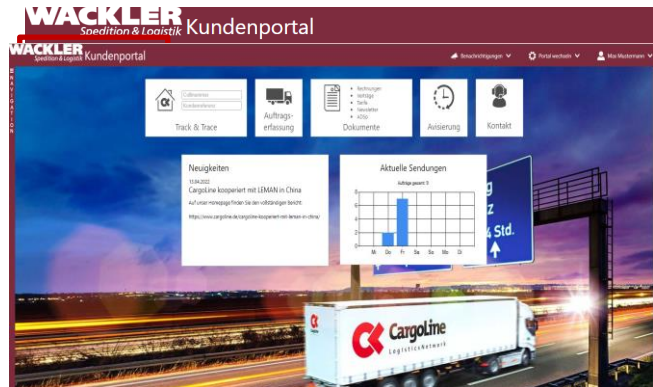 WACKLER
Spedition & Logistik Kundenportal
WACKLER
Spedition & Logistik Kundenportal
Benachrichtigungen
Portal wechseln
Max Mustermann
NAVIGATION
Track & Trace
Auftrags-
erfassung
Rechnungen
Verträge
Tarife
Newsletter
ADSp
Dokumente
Avisierung
Kontakt
Neuigkeiten
13.04.2022
CargoLine kooperiert mit LEMAN in China
Auf unser Homepage finden Sie den vollständigen Bericht
https://www.cargoline.de/cargoline-kooperiert-mit-leman-in-china/
Aktuelle Sendungen
Aufträge gesamt: 9
8
6
4
2
0
Mi Do Fr Sa So Mo Di
Std.
CargoLine
LogisticsNetwork